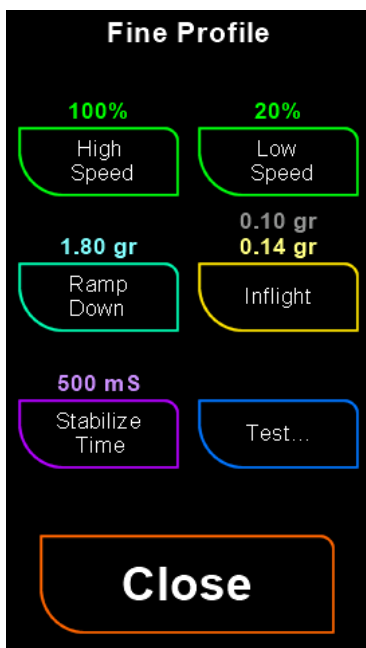 Fine Profile
100%
20%
High
Speed
Low
Speed
0.10 gr
1.80 gr
0.14 gr
Ramp
Down
Inflight
500 mS
Stabilize
Time
Test...
Close